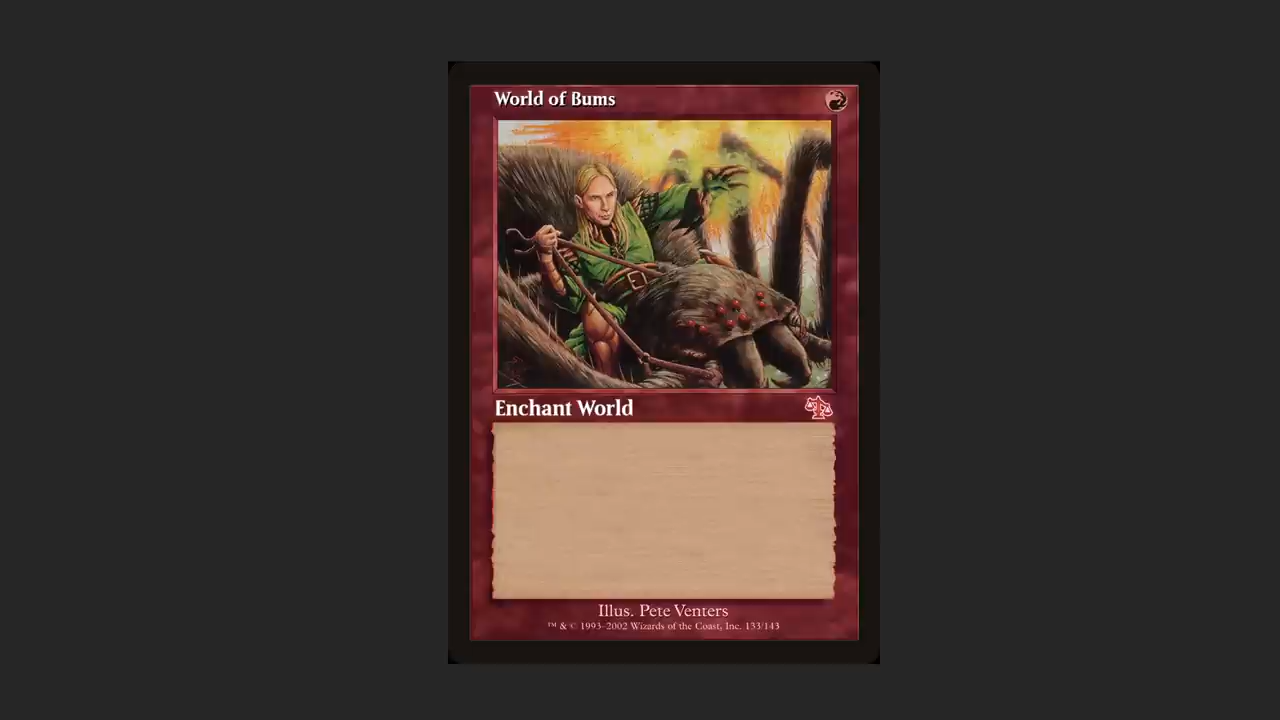 World of Bums
Enchant World
Illus. Pete Venters
™ & © 1993–2002 Wizards of the Coast, Inc. 133/143